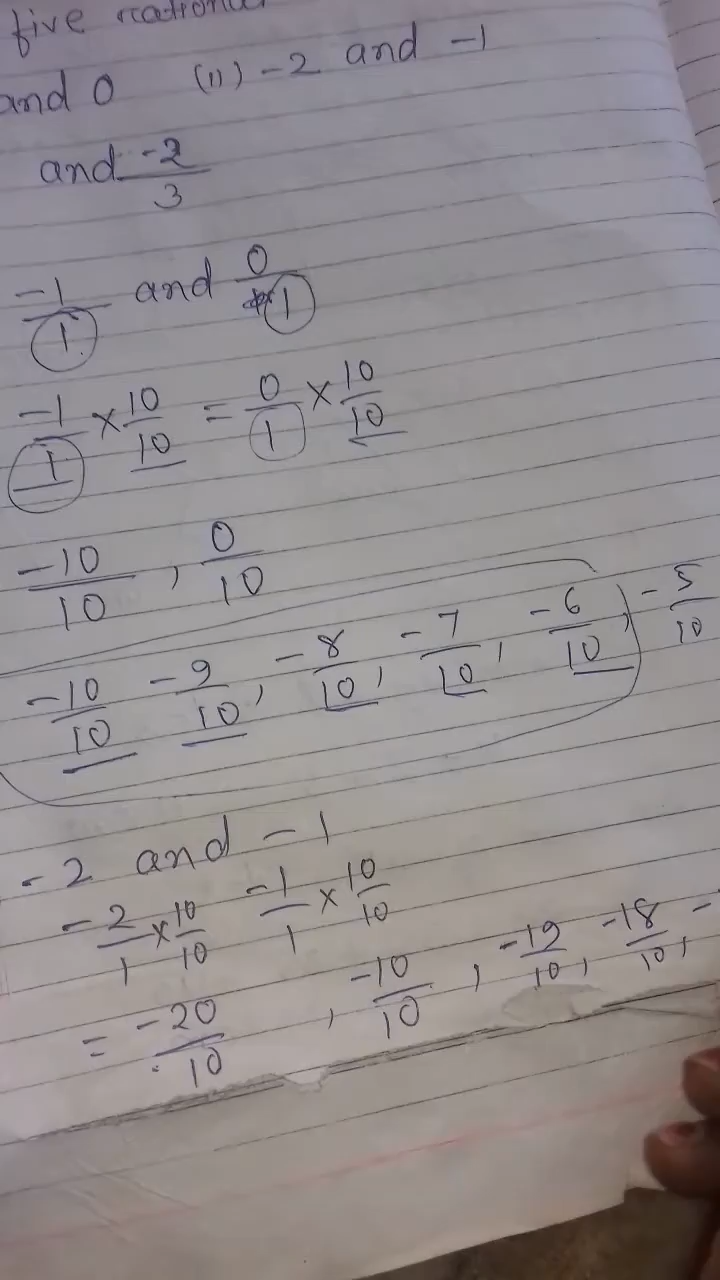 five
and 0 (ii) -2 and -1
and -2/3
-1/1 and 0/1
-1/1 × 10/10 = 0/1 × 10/10
-10/10 , 0/10
-10/10 -9/10, -8/10, -7/10, -6/10, -5/10
-2 and -1
-2/1 × 10/10 -1/1 × 10/10
= -20/10 , -10/10 , -19/10, -18/10, -